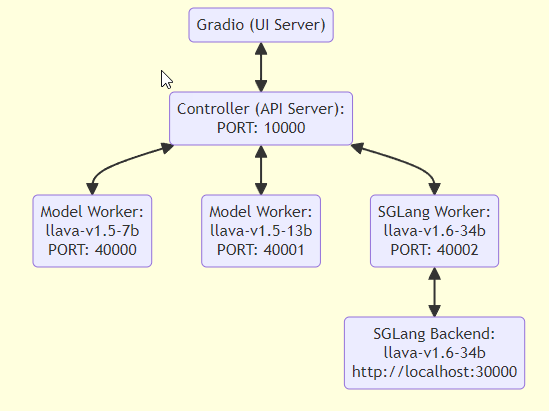 Gradio (UI Server)
Controller (API Server):
PORT: 10000
Model Worker:
llava-v1.5-7b
PORT: 40000
Model Worker:
llava-v1.5-13b
PORT: 40001
SGLang Worker:
llava-v1.6-34b
PORT: 40002
SGLang Backend:
llava-v1.6-34b
http://localhost:30000